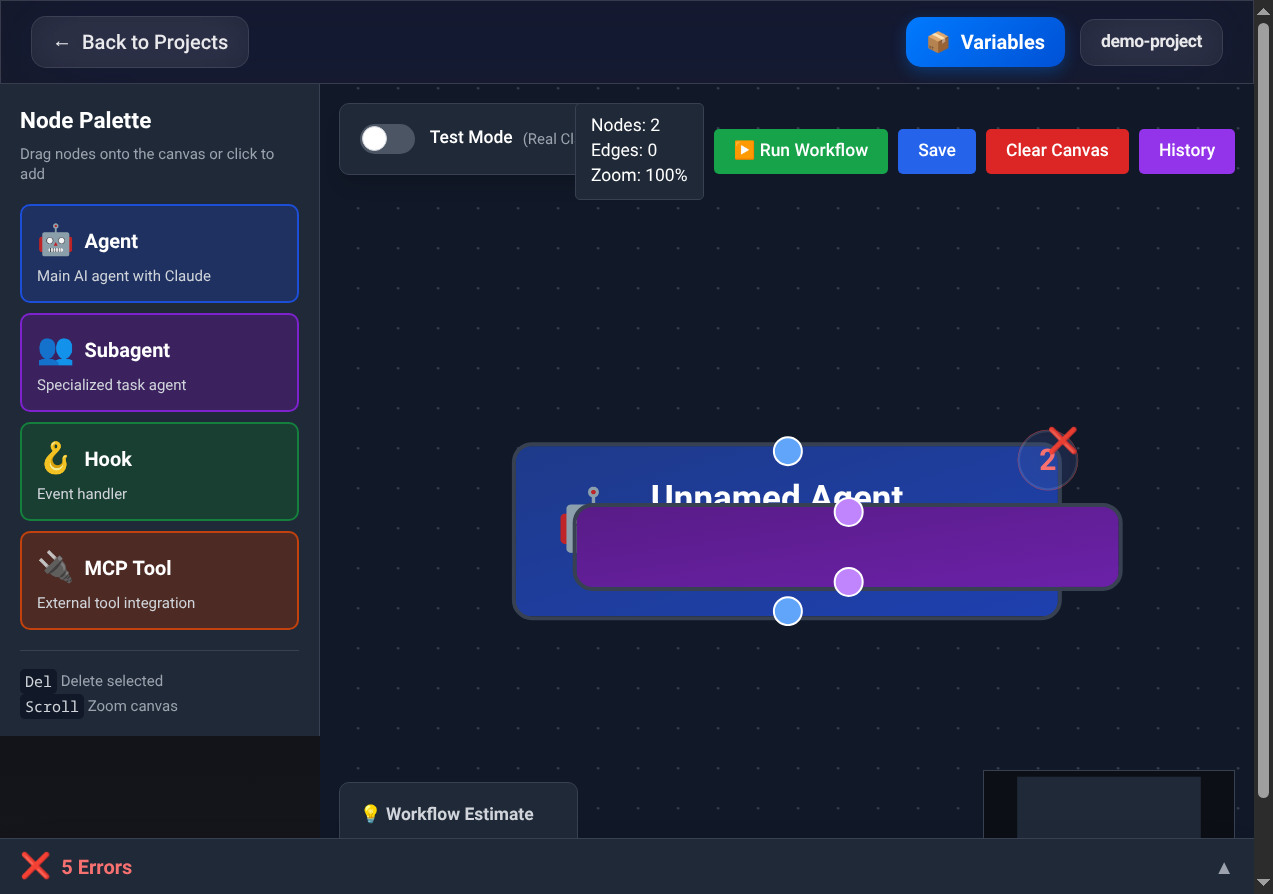 ← Back to Projects
Variables
demo-project
Node Palette
Drag nodes onto the canvas or click to
add
Agent
Main AI agent with Claude
Subagent
Specialized task agent
Hook
Event handler
MCP Tool
External tool integration
Del Delete selected
Scroll Zoom canvas
Test Mode (Real Cl
Nodes: 2
Edges: 0
Zoom: 100%
Run Workflow
Save
Clear Canvas
History
2
Unnamed Agent
Workflow Estimate
5 Errors